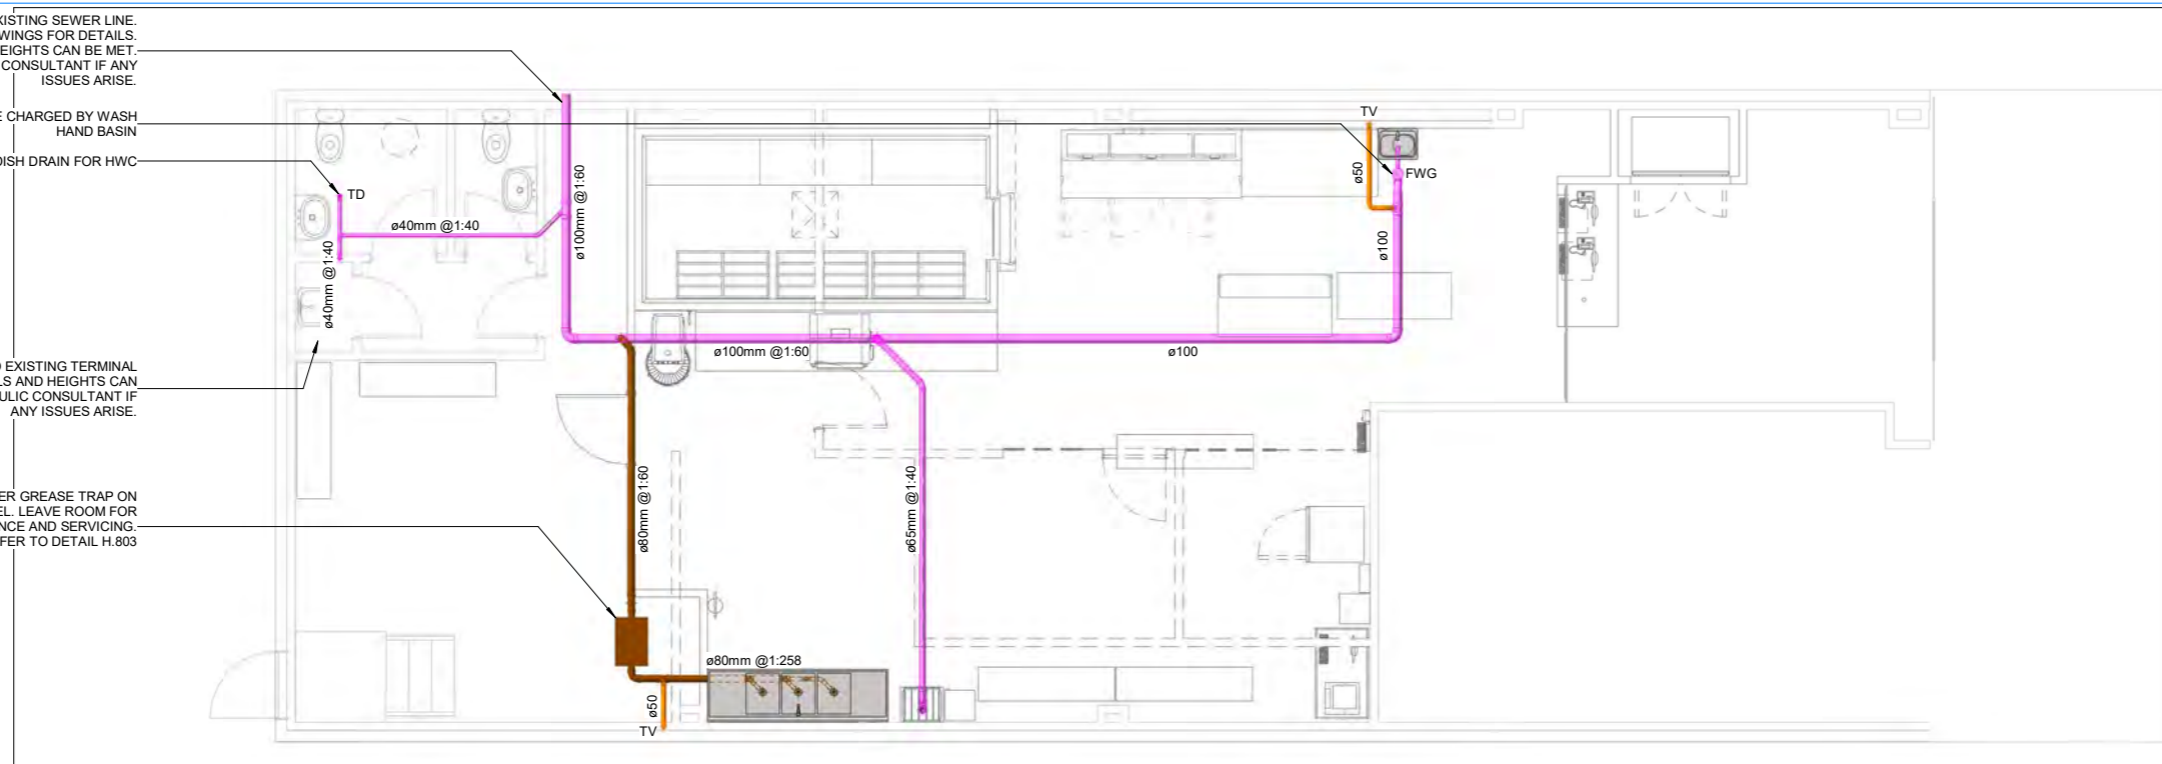 EXISTING SEWER LINE.
WINGS FOR DETAILS.
EIGHTS CAN BE MET.
CONSULTANT IF ANY
ISSUES ARISE.
E CHARGED BY WASH
HAND BASIN
DISH DRAIN FOR HWC
EXISTING TERMINAL
LS AND HEIGHTS CAN
ULIC CONSULTANT IF
ANY ISSUES ARISE.
ER GREASE TRAP ON
EL. LEAVE ROOM FOR
NCE AND SERVICING.
FER TO DETAIL H.803
TD
ø40mm @1:40
ø40mm @1:40
ø100mm @1:60
ø100mm @1:60
ø100
ø100
TV
ø50
FWG
ø80mm @1:60
ø65mm @1:40
ø80mm @1:258
ø50
TV